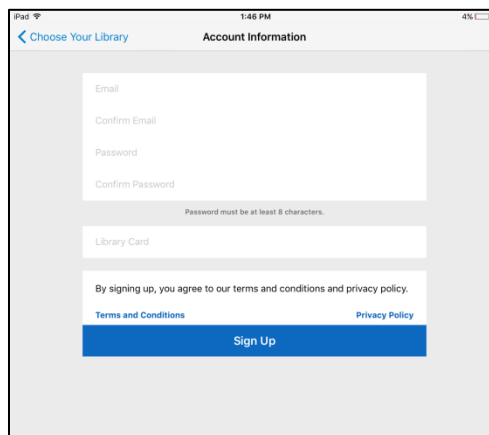 iPad 1:46 PM 4%
Choose Your Library Account Information
Email
Confirm Email
Password
Confirm Password
Password must be at least 8 characters.
Library Card
By signing up, you agree to our terms and conditions and privacy policy.
Terms and Conditions Privacy Policy
Sign Up